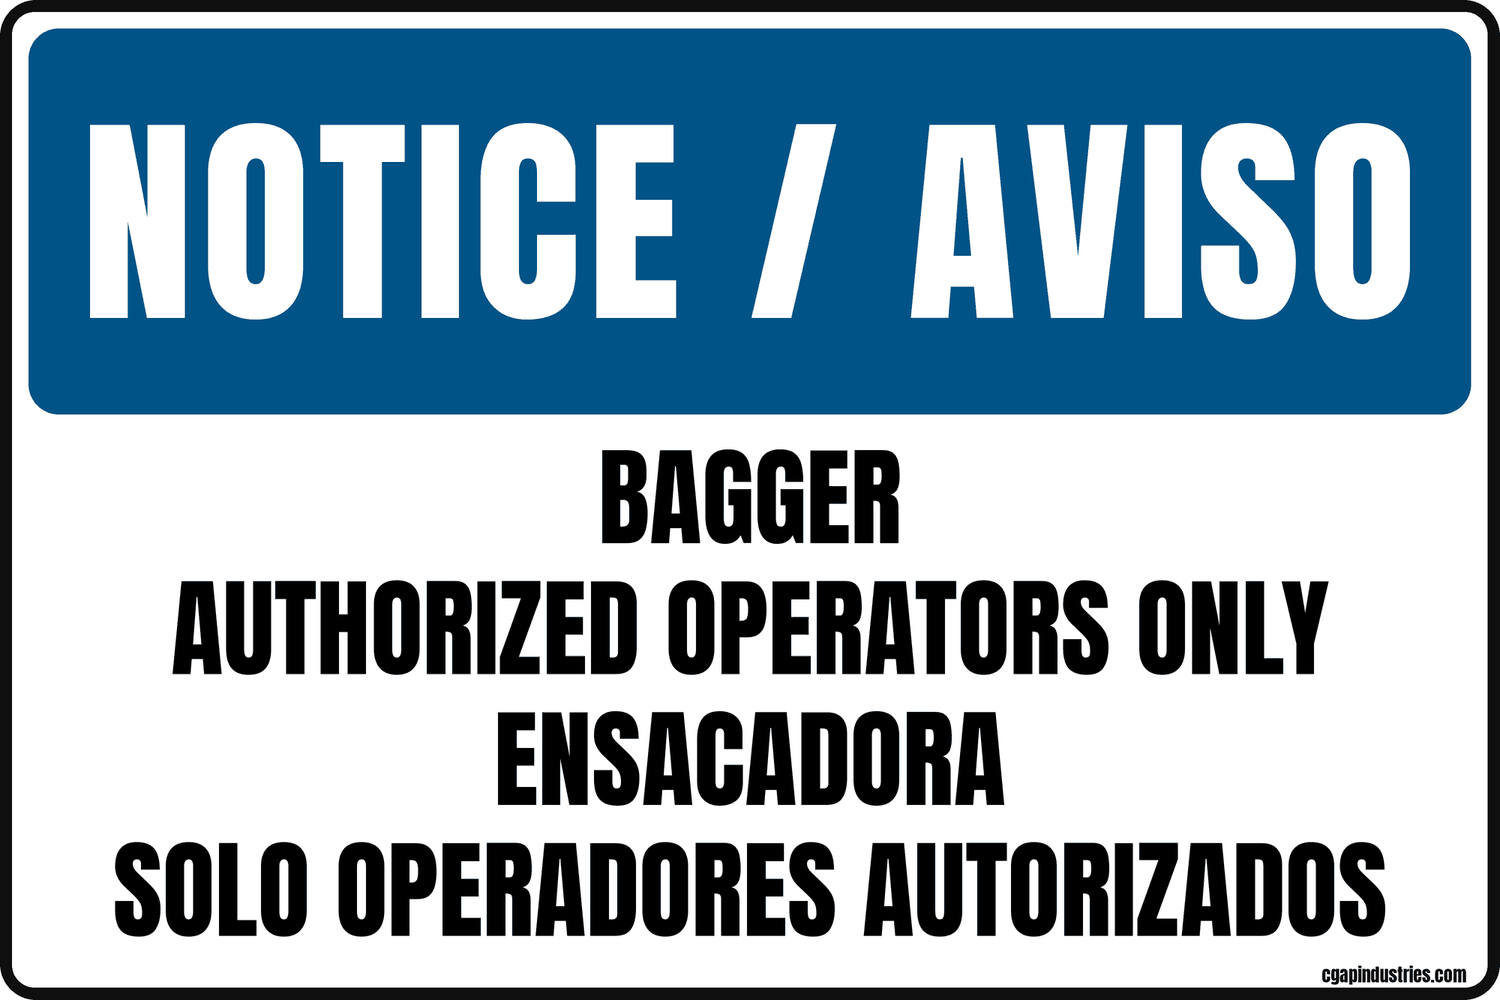 NOTICE / AVISO
BAGGER
AUTHORIZED OPERATORS ONLY
ENSACADORA
SOLO OPERADORES AUTORIZADOS
cgapindustries.com